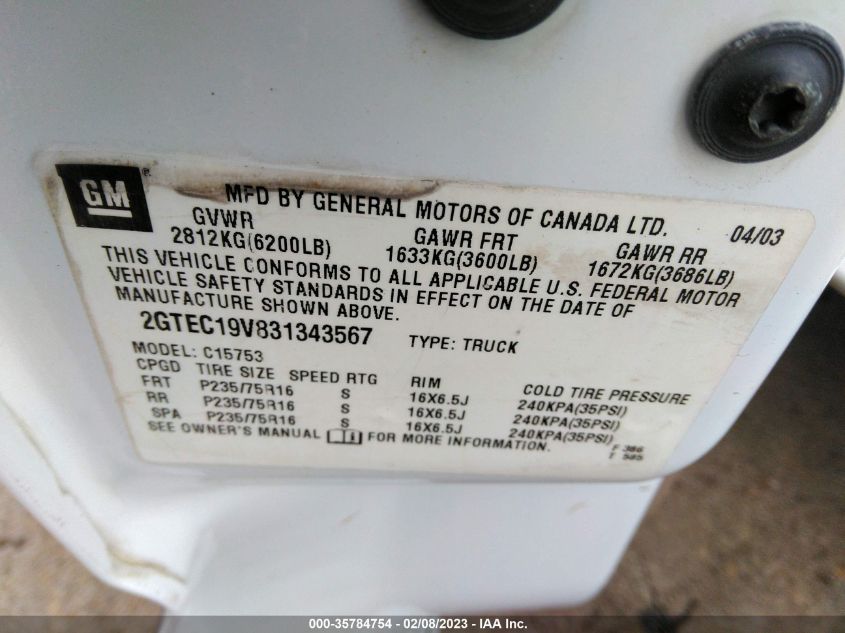 GM ® MFD BY GENERAL MOTORS OF CANADA LTD. 04/03
GVWR GAWR FRT GAWR RR
2812KG(6200LB) 1633KG(3600LB) 1672KG(3686LB)
THIS VEHICLE CONFORMS TO ALL APPLICABLE U.S. FEDERAL MOTOR
VEHICLE SAFETY STANDARDS IN EFFECT ON THE DATE OF
MANUFACTURE SHOWN ABOVE.
2GTEC19V831343567 TYPE: TRUCK
MODEL: C15753
CPGD TIRE SIZE SPEED RTG RIM COLD TIRE PRESSURE
FRT P235/75R16 S 16X6.5J 240KPA(35PSI)
RR P235/75R16 S 16X6.5J 240KPA(35PSI)
SPA P235/75R16 S 16X6.5J 240KPA(35PSI)
SEE OWNER'S MANUAL i FOR MORE INFORMATION.
F 386
T 585
000-35784754 - 02/08/2023 - IAA Inc.